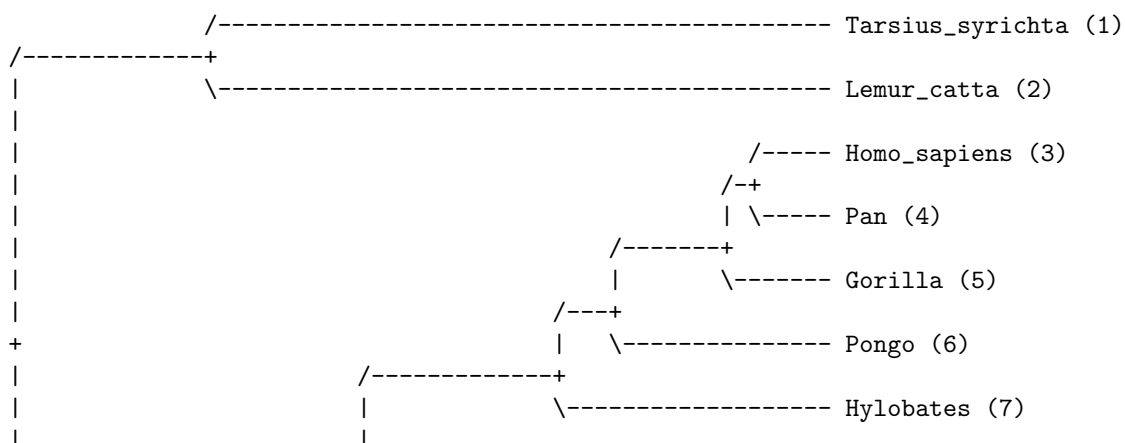 Tarsius_syrichta (1)
Lemur_catta (2)
Homo_sapiens (3)
Pan (4)
Gorilla (5)
Pongo (6)
Hylobates (7)